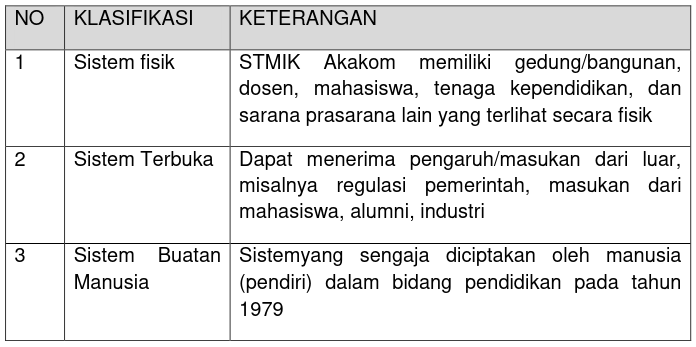 NO KLASIFIKASI KETERANGAN
1 Sistem fisik STMIK Akakom memiliki gedung/bangunan,
dosen, mahasiswa, tenaga kependidikan, dan
sarana prasarana lain yang terlihat secara fisik
2 Sistem Terbuka Dapat menerima pengaruh/masukan dari luar,
misalnya regulasi pemerintah, masukan dari
mahasiswa, alumni, industri
3 Sistem Buatan Sistemyang sengaja diciptakan oleh manusia
Manusia (pendiri) dalam bidang pendidikan pada tahun
1979